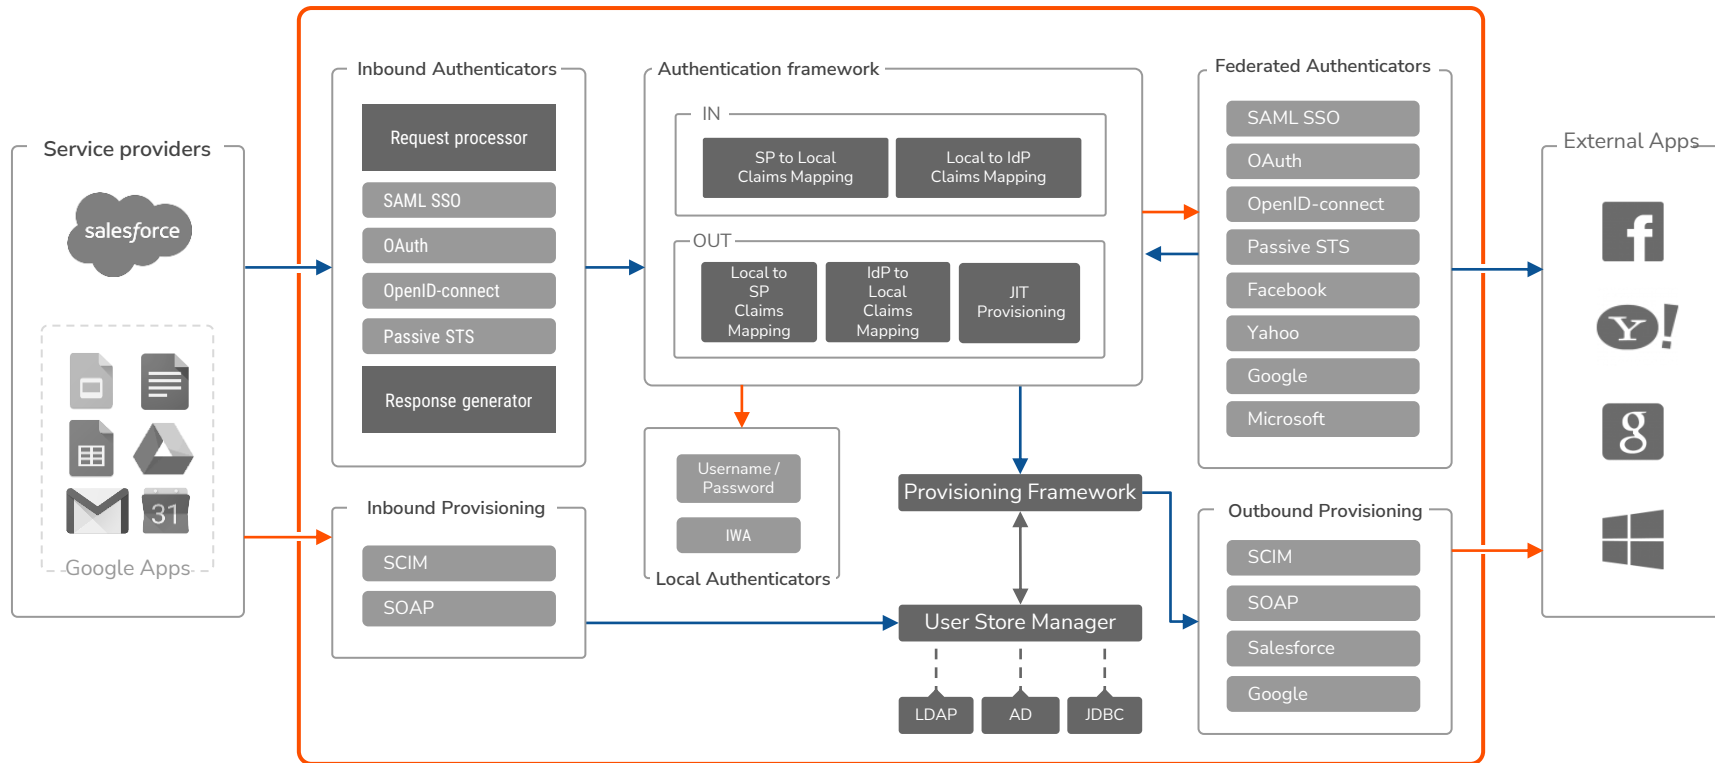 Service providers
salesforce
31
Google Apps
Inbound Authenticators
Request processor
SAML SSO
OAuth
OpenID-connect
Passive STS
Response generator
Inbound Provisioning
SCIM
SOAP
Authentication framework
IN
SP to Local
Claims Mapping
Local to IdP
Claims Mapping
OUT
Local to
SP
Claims
Mapping
IdP to
Local
Claims
Mapping
JIT
Provisioning
Username /
Password
IWA
Local Authenticators
Provisioning Framework
User Store Manager
LDAP
AD
JDBC
Federated Authenticators
SAML SSO
OAuth
OpenID-connect
Passive STS
Facebook
Yahoo
Google
Microsoft
Outbound Provisioning
SCIM
SOAP
Salesforce
Google
External Apps
f
Y!
g